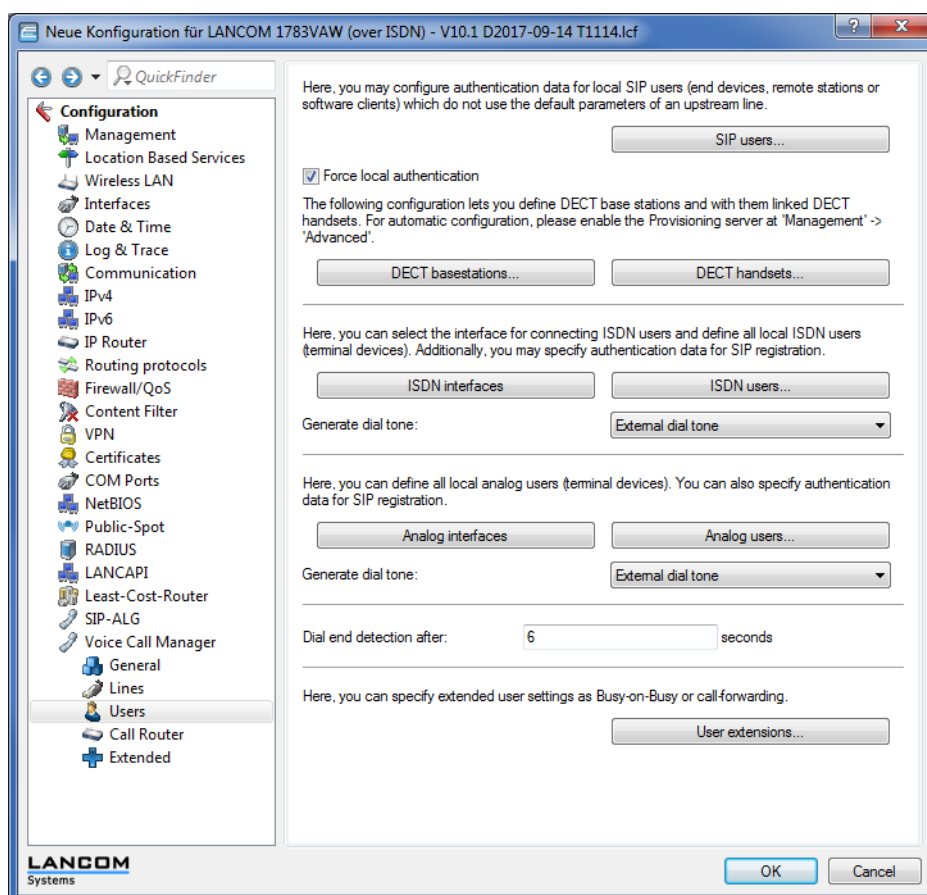 Neue Konfiguration für LANCOM 1783VAW (over ISDN) - V10.1 D2017-09-14 T1114.lcf
QuickFinder
Configuration
Management
Location Based Services
Wireless LAN
Interfaces
Date & Time
Log & Trace
Communication
IPv4
IPv6
IP Router
Routing protocols
Firewall/QoS
Content Filter
VPN
Certificates
COM Ports
NetBIOS
Public-Spot
RADIUS
LANCAPI
Least-Cost-Router
SIP-ALG
Voice Call Manager
General
Lines
Users
Call Router
Extended
Here, you may configure authentication data for local SIP users (end devices, remote stations or
software clients) which do not use the default parameters of an upstream line.
SIP users...
Force local authentication
The following configuration lets you define DECT base stations and with them linked DECT
handsets. For automatic configuration, please enable the Provisioning server at 'Management' ->
'Advanced'.
DECT basestations... DECT handsets...
Here, you can select the interface for connecting ISDN users and define all local ISDN users
(terminal devices). Additionally, you may specify authentication data for SIP registration.
ISDN interfaces ISDN users...
Generate dial tone: External dial tone
Here, you can define all local analog users (terminal devices). You can also specify authentication
data for SIP registration.
Analog interfaces Analog users...
Generate dial tone: External dial tone
Dial end detection after: 6 seconds
Here, you can specify extended user settings as Busy-on-Busy or call-forwarding.
User extensions...
LANCOM
Systems
OK Cancel